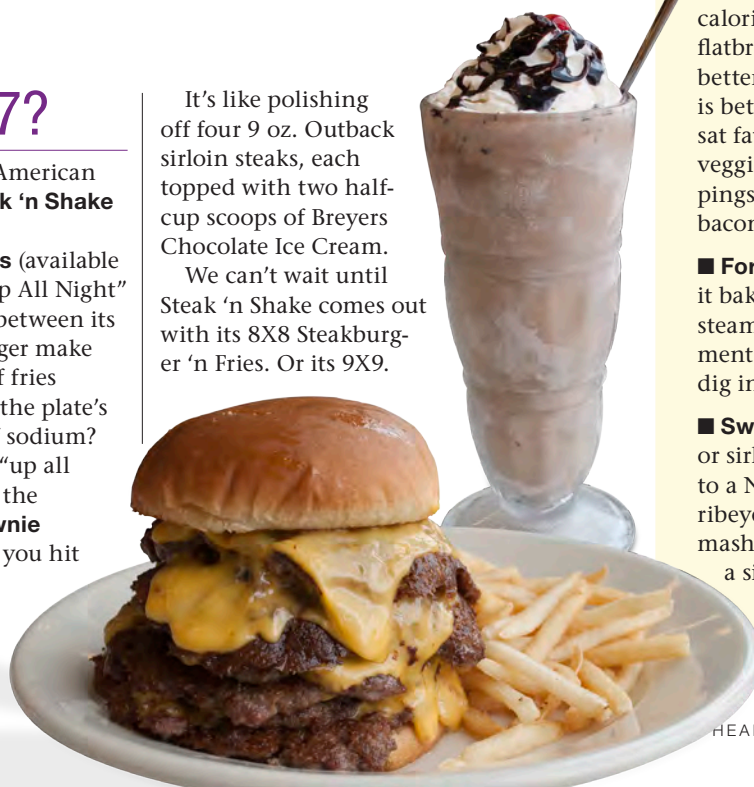 7?
American
k ‘n Shake
s (available
p All Night”
between its
ger make
f fries
the plate’s
sodium?
“up all
the
wnie
you hit
It’s like polishing
off four 9 oz. Outback
sirloin steaks, each
topped with two half-
cup scoops of Breyers
Chocolate Ice Cream.
We can’t wait until
Steak ‘n Shake comes out
with its 8X8 Steakburg-
er ‘n Fries. Or its 9X9.
calori
flatbr
better
is bet
sat fa
veggi
pings
bacon
■ For
it bak
steam
ment
dig in
■ Sw
or sirl
to a N
ribeye
mash
a si
HEA